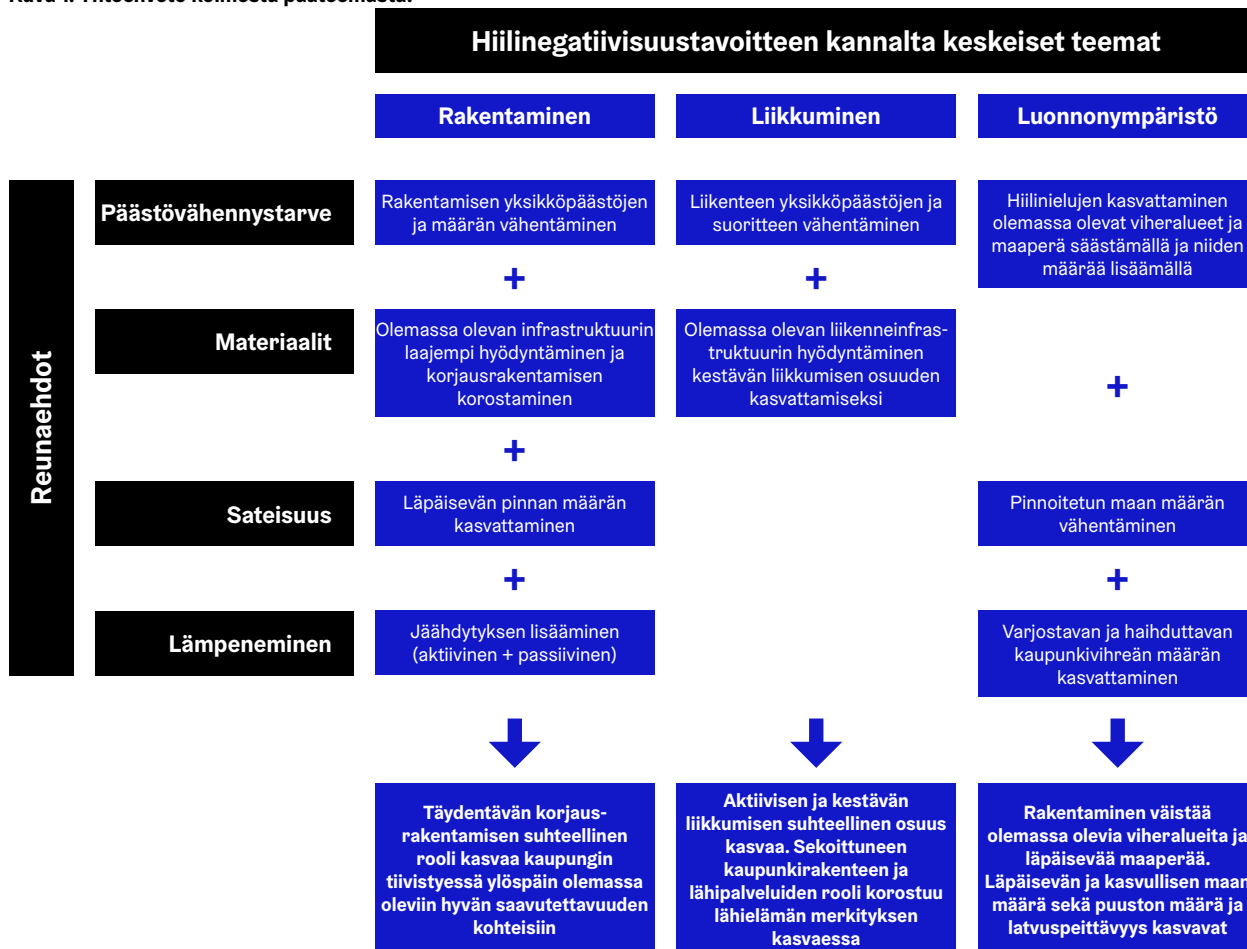 Hiilinegatiivisuustavoitteen kannalta keskeiset teemat
Rakentaminen
Liikkuminen
Luonnonympäristö
Reunaehdot
Päästövähennystarve
Rakentamisen yksikköpäästöjen
ja määrän vähentäminen
Liikenteen yksikköpäästöjen ja
suoritteen vähentäminen
Hiilinielujen kasvattaminen
olemassa olevat viheralueet ja
maaperä säästämällä ja niiden
määrää lisäämällä
+
+
Materiaalit
Olemassa olevan infrastruktuurin
laajempi hyödyntäminen ja
korjausrakentamisen
korostaminen
Olemassa olevan liikenneinfras-
truktuurin hyödyntäminen
kestävän liikkumisen osuuden
kasvattamiseksi
+
+
Sateisuus
Läpäisevän pinnan määrän
kasvattaminen
Pinnoitetun maan määrän
vähentäminen
+
+
Lämpeneminen
Jäähdytyksen lisääminen
(aktiivinen + passiivinen)
Varjostavan ja haihduttavan
kaupunkivihreän määrän
kasvattaminen
Täydentävän korjaus-
rakentamisen suhteellinen
rooli kasvaa kaupungin
tiivistyessä ylöspäin olemassa
oleviin hyvän saavutettavuuden
kohteisiin
Aktiivisen ja kestävän
liikkumisen suhteellinen osuus
kasvaa. Sekoittuneen
kaupunkirakenteen ja
lähipalveluiden rooli korostuu
lähielämän merkityksen
kasvaessa
Rakentaminen väistää
olemassa olevia viheralueita ja
läpäisevää maaperää.
Läpäisevän ja kasvullisen maan
määrä sekä puuston määrä ja
latvuspeittävyys kasvavat